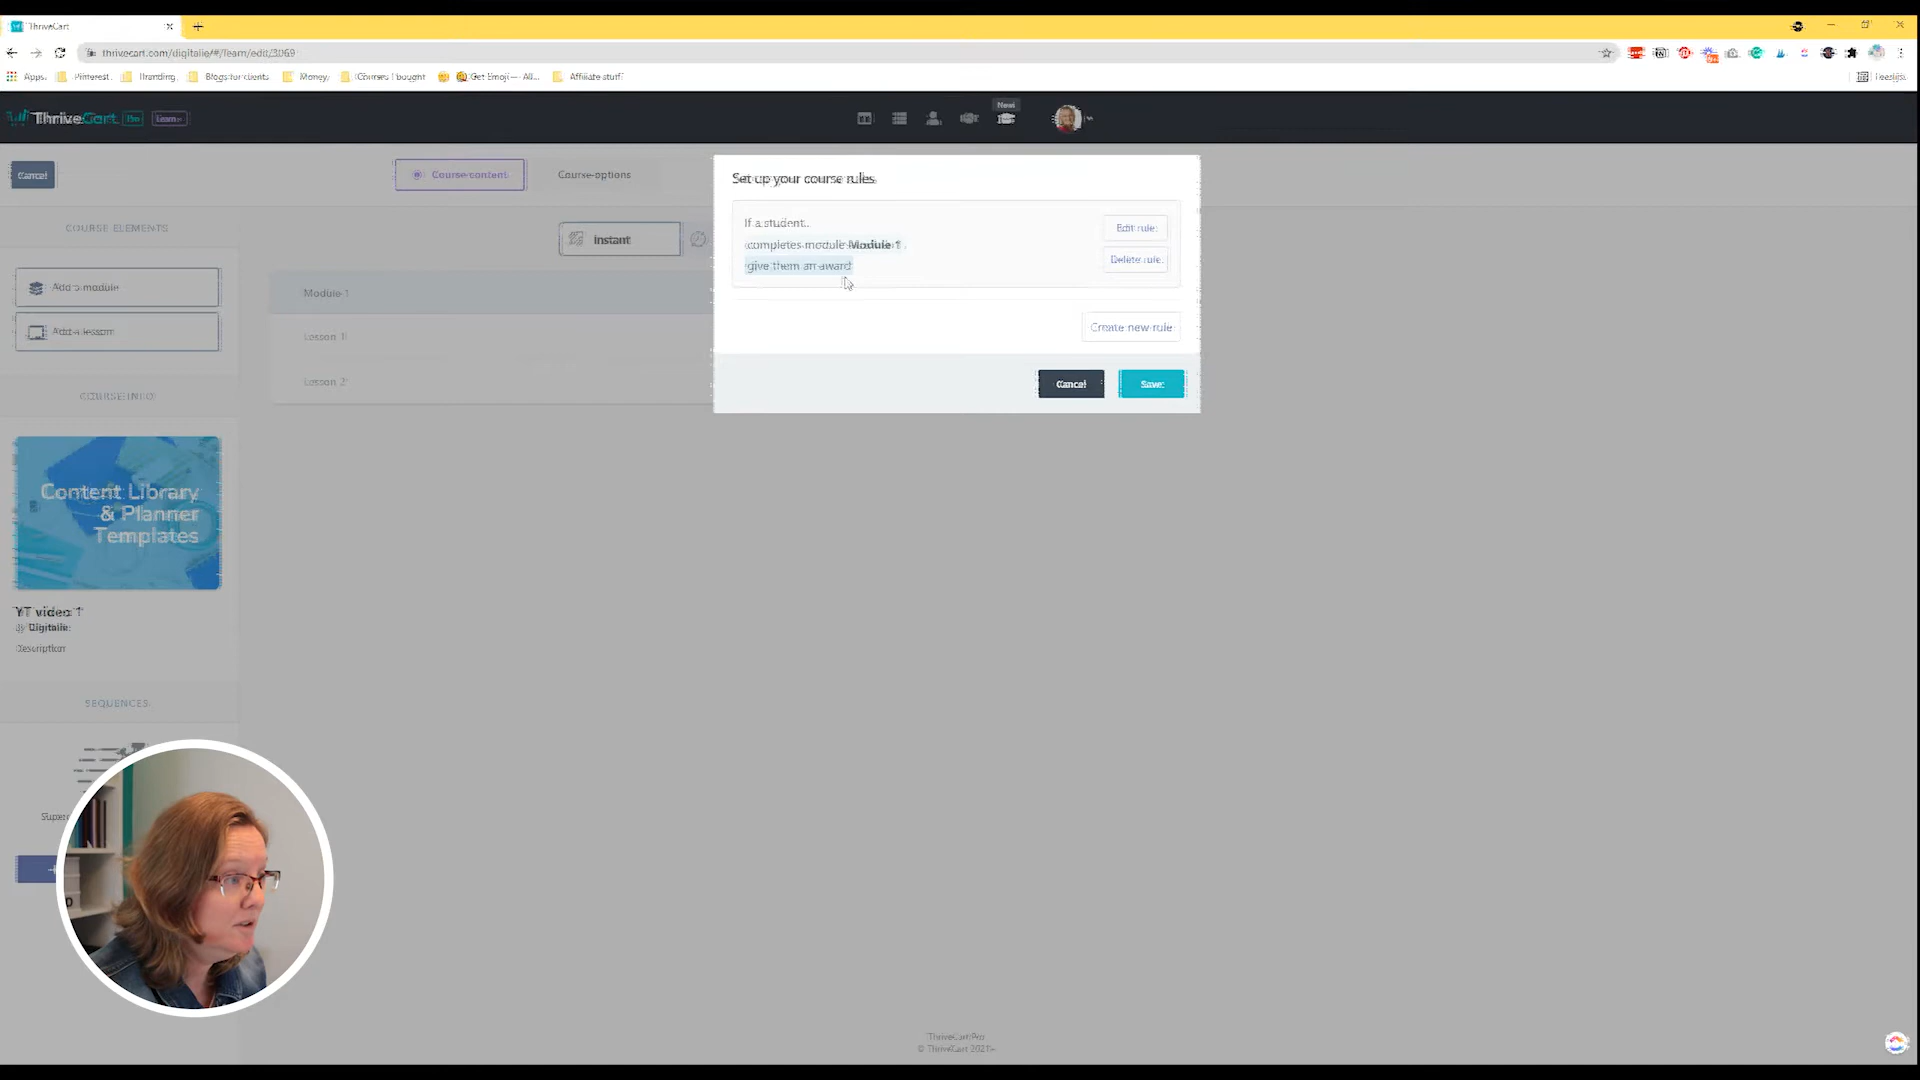 ThriveCart
thrivecart.com/digitalie/#/learn/edit/3069
Apps
Pinterest
Branding
Blogs for clients
Money
Courses I bought
Get Emoji — All...
Affiliate stuff
ThriveCart Pro Learn+
New!
Cancel
Course content
Course options
Set up your course rules
COURSE ELEMENTS
If a student..
Edit rule
Instant
completes module Module 1
give them an award
Delete rule
Add a module
Module 1
Add a lesson
Lesson 1
Create new rule
Lesson 2
Cancel
Save
COURSE INFO
Content Library
& Planner
Templates
YT video 1
By Digitalie
Description
SEQUENCES
ThriveCart Pro
© ThriveCart 2021